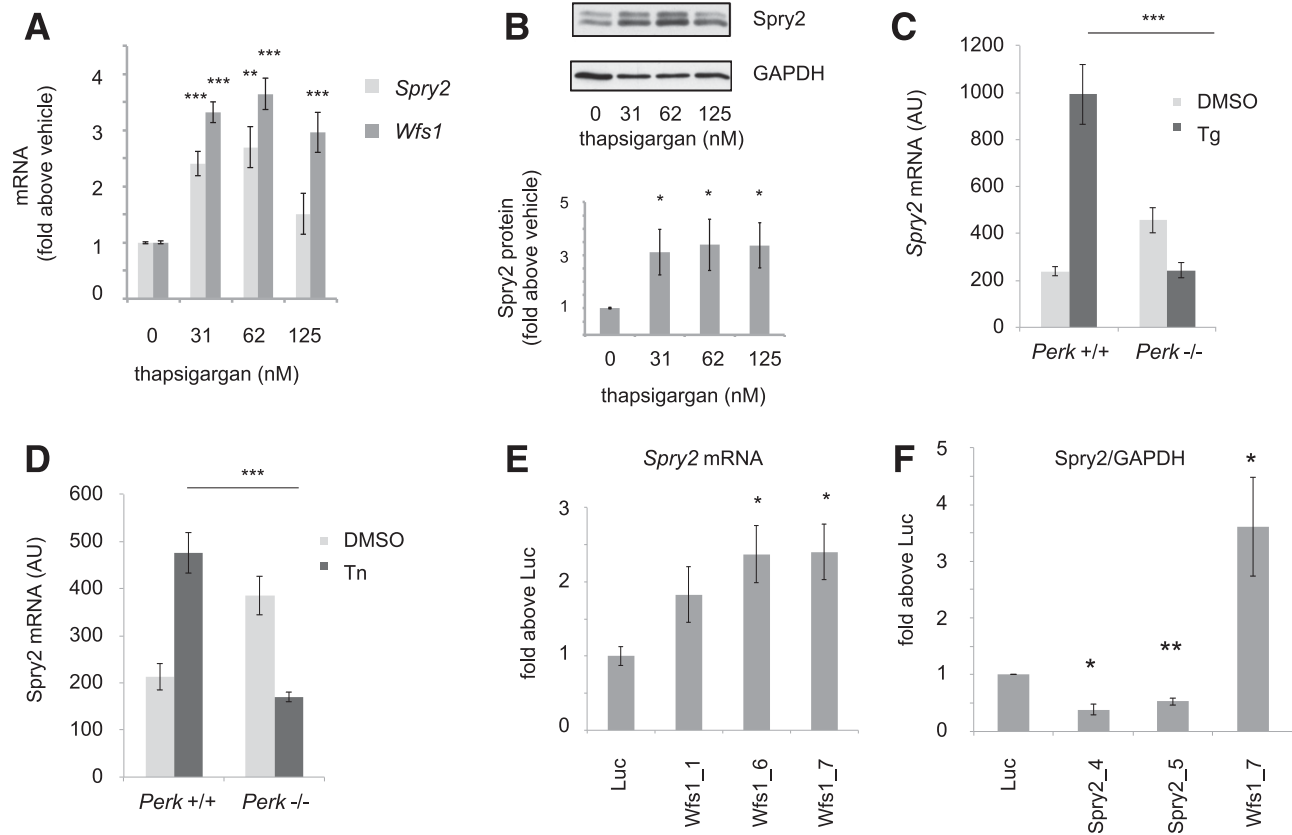 A
mRNA
(fold above vehicle)
4
3
2
1
0
***
***
**
***
***
Spry2
Wfs1
0 31 62 125
thapsigargan (nM)
B
Spry2
GAPDH
0 31 62 125
thapsigargan (nM)
Spry2 protein
(fold above vehicle)
5
3
1
* * *
0 31 62 125
thapsigargan (nM)
C
***
Spry2 mRNA (AU)
1200
1000
800
600
400
200
0
DMSO
Tg
Perk +/+ Perk -/-
D
***
Spry2 mRNA (AU)
600
500
400
300
200
100
0
DMSO
Tn
Perk +/+ Perk -/-
E
Spry2 mRNA
fold above Luc
3
2
1
0
* *
Luc
Wfs1_1
Wfs1_6
Wfs1_7
F
Spry2/GAPDH
fold above Luc
5
4
3
2
1
0
*
**
*
Luc
Spry2_4
Spry2_5
Wfs1_7